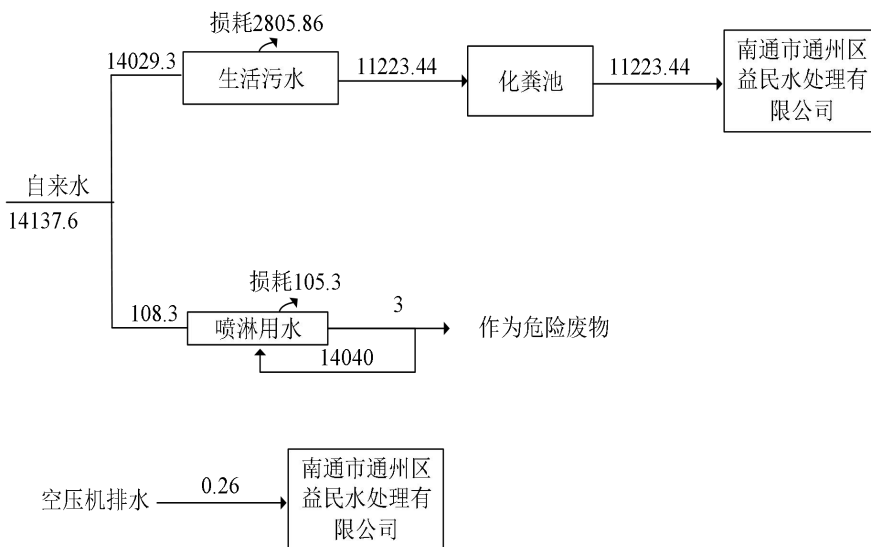 损耗2805.86
14029.3
生活污水
11223.44
化粪池
11223.44
南通市通州区
益民水处理有
限公司
自来水
14137.6
损耗105.3
108.3
喷淋用水
3
作为危险废物
14040
空压机排水
0.26
南通市通州区
益民水处理有
限公司